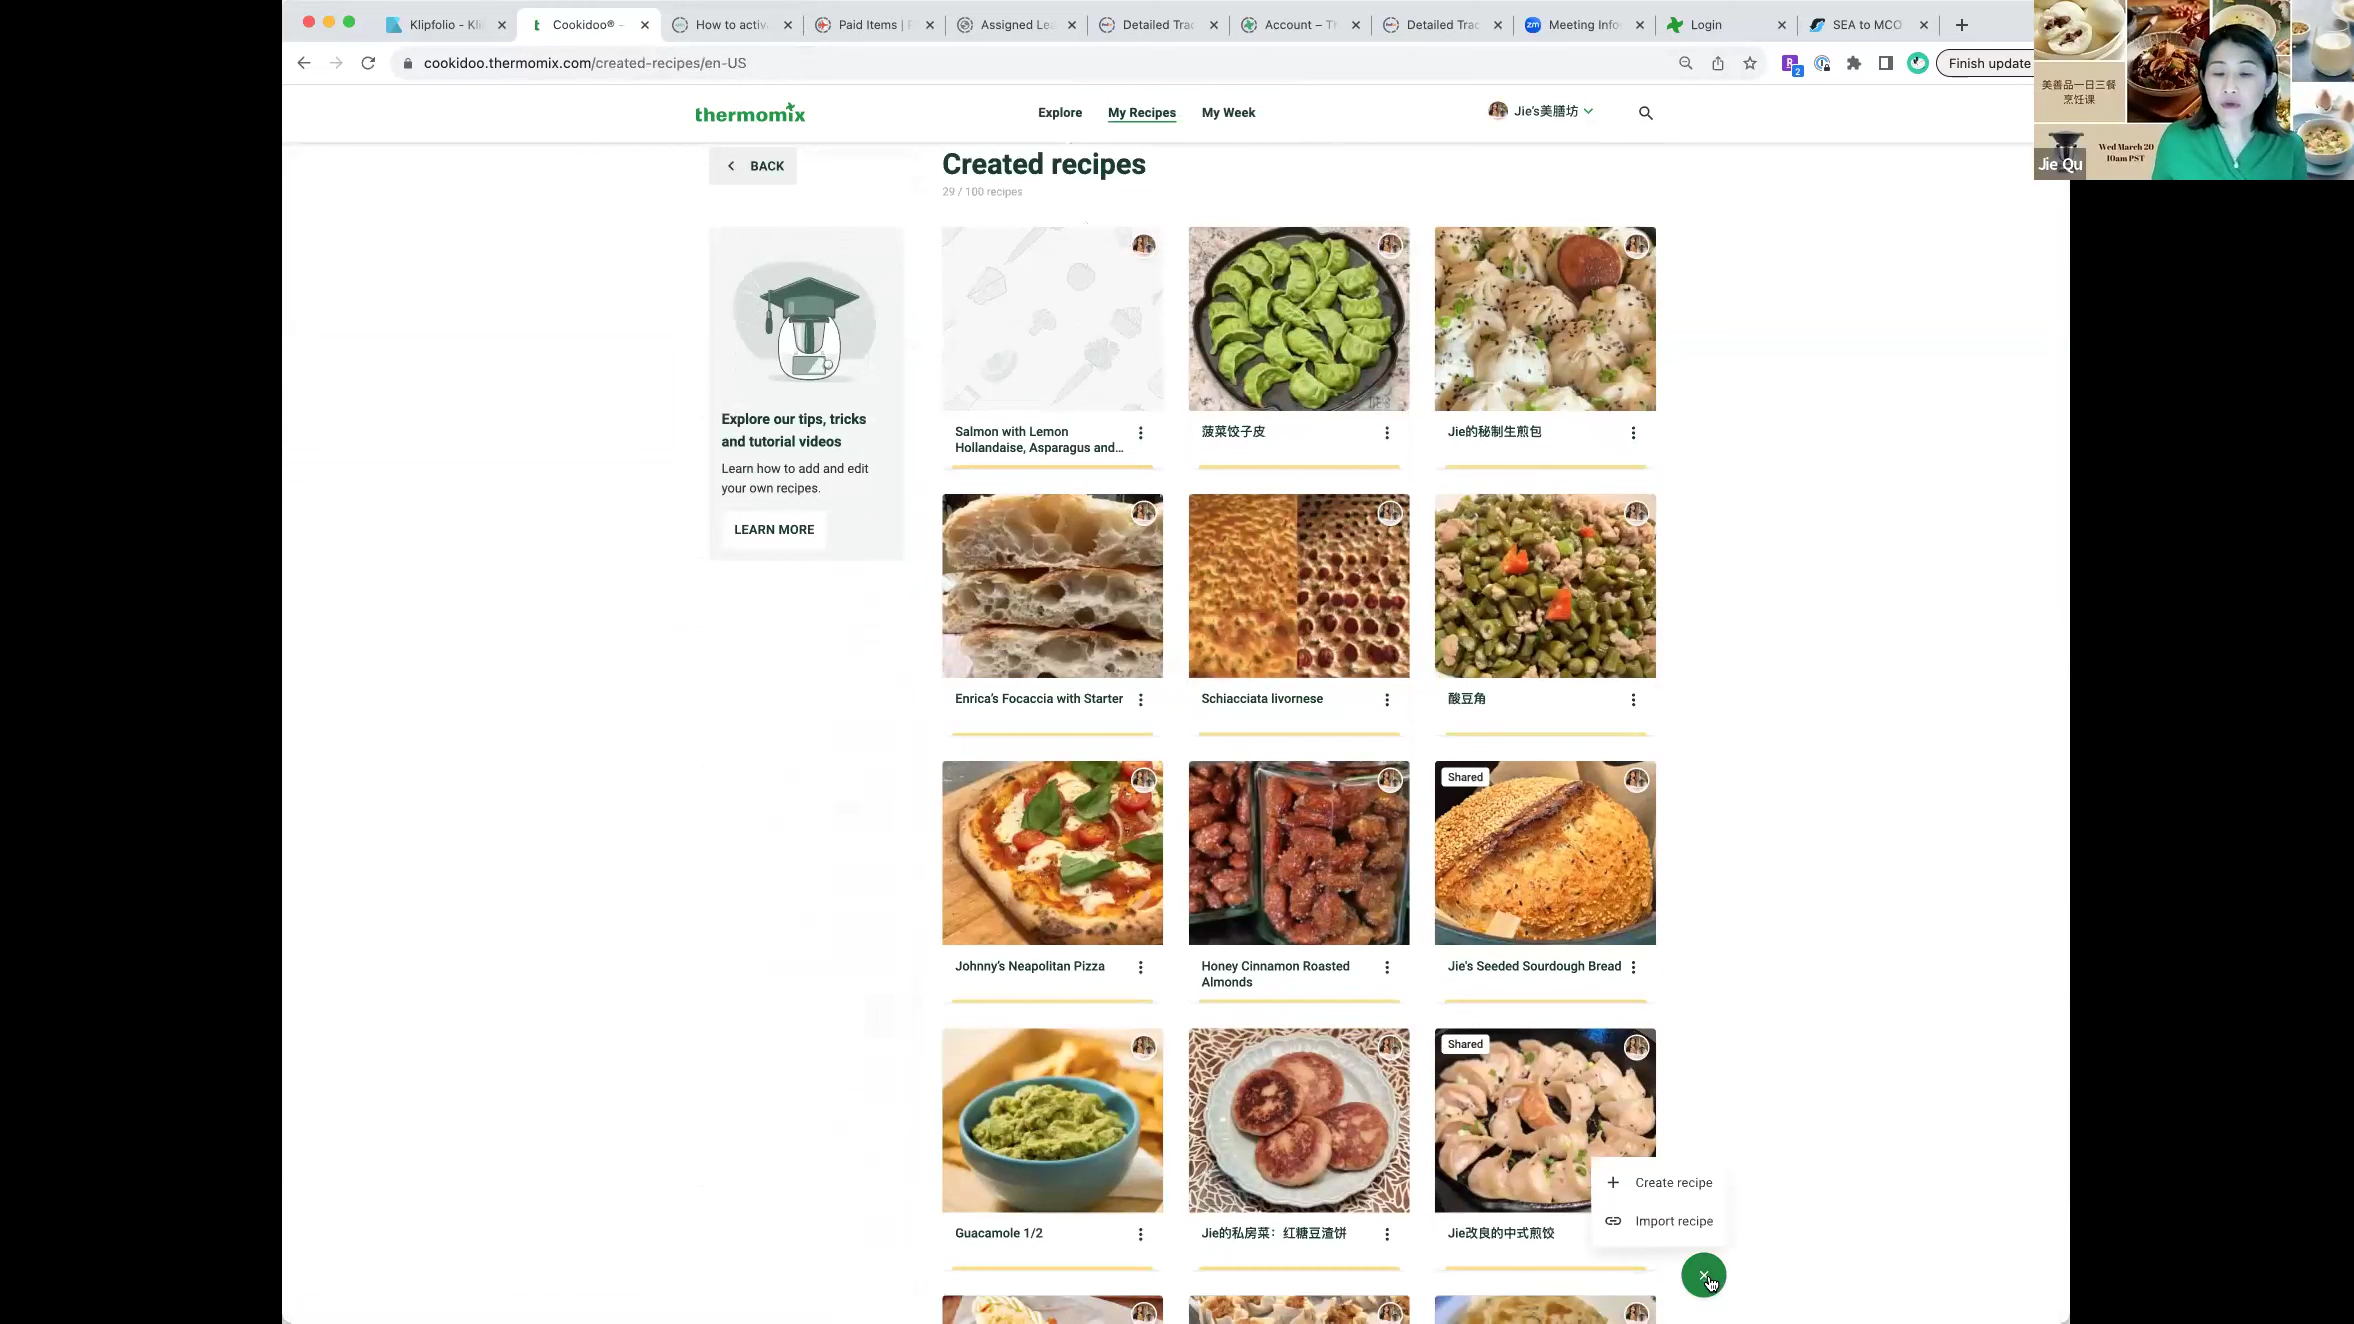 Klipfolio - Kli
Cookidoo® –
How to activ
Paid Items |
Assigned Lea
Detailed Trac
Account – Th
Detailed Trac
Meeting Info
Login
SEA to MCO
cookidoo.thermomix.com/created-recipes/en-US
2
Finish update
美善品一日三餐
烹饪课
Wed March 20
10am PST
Jie Qu
thermomix
Explore
My Recipes
My Week
Jie's美膳坊
BACK
Created recipes
29 / 100 recipes
Explore our tips, tricks
and tutorial videos
Learn how to add and edit
your own recipes.
LEARN MORE
Salmon with Lemon
Hollandaise, Asparagus and...
菠菜饺子皮
Jie的秘制生煎包
Enrica's Focaccia with Starter
Schiacciata livornese
酸豆角
Johnny's Neapolitan Pizza
Honey Cinnamon Roasted
Almonds
Shared
Jie's Seeded Sourdough Bread
Guacamole 1/2
Jie的私房菜：红糖豆渣饼
Shared
Jie改良的中式煎饺
Create recipe
Import recipe